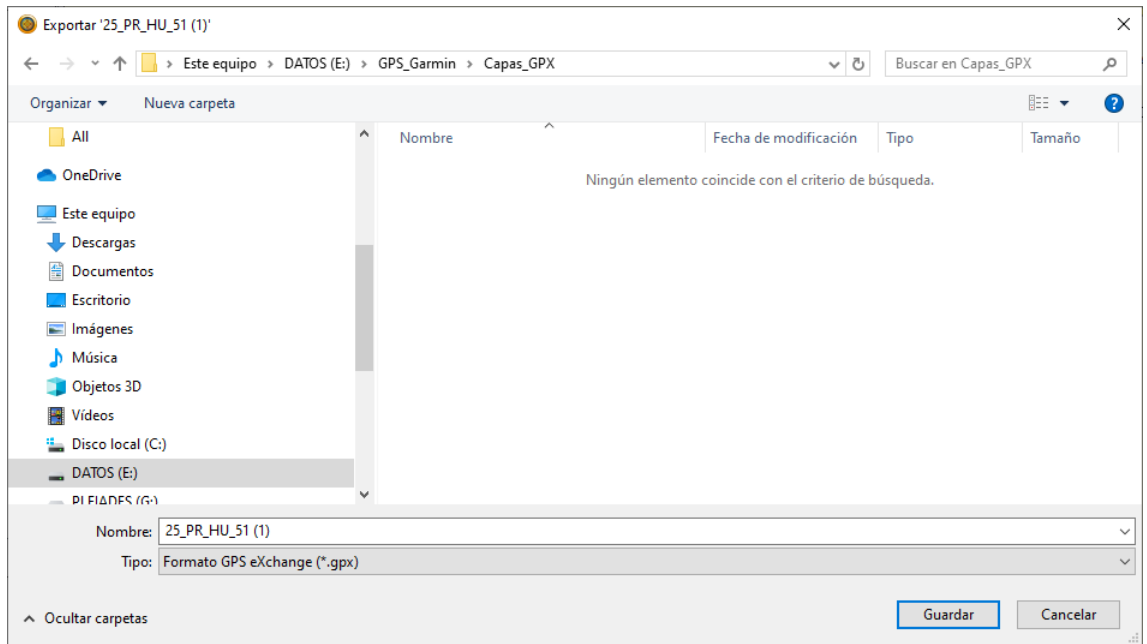 Exportar '25_PR_HU_51 (1)'
Este equipo > DATOS (E:) > GPS_Garmin > Capas_GPX
Buscar en Capas_GPX
Organizar Nueva carpeta
Nombre Fecha de modificación Tipo Tamaño
Ningún elemento coincide con el criterio de búsqueda.
All
OneDrive
Este equipo
Descargas
Documentos
Escritorio
Imágenes
Música
Objetos 3D
Vídeos
Disco local (C:)
DATOS (E:)
PLEIADES (G:)
Nombre: 25_PR_HU_51 (1)
Tipo: Formato GPS eXchange (*.gpx)
Ocultar carpetas
Guardar Cancelar